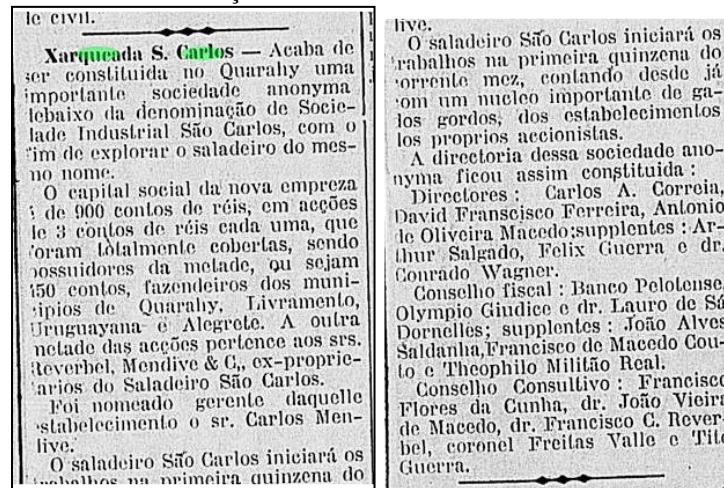 le civil.
Xarqueada S. Carlos — Acaba de
ser constituida no Quarahy uma
importante sociedade anonyma
lebaixo da denominação de Socie-
lade Industrial São Carlos, com o
fim de explorar o saladeiro do mes-
no nome.
O capital social da nova empreza
é de 900 contos de réis, em acções
le 3 contos de réis cada uma, que
foram totalmente cobertas, sendo
possuidores da metade, ou sejam
450 contos, fazendeiros dos muni-
cipios de Quarahy, Livramento,
Uruguayana e Alegrete. A outra
metade das acções pertence aos srs.
Reverbel, Mendive & C,, ex-proprie-
tarios do Saladeiro São Carlos.
Foi nomeado gerente daquelle
estabelecimento o sr. Carlos Men-
live.
O saladeiro São Carlos iniciará os
trabalhos na primeira quinzena do
live.
O saladeiro São Carlos iniciará os
trabalhos na primeira quinzena do
corrente mez, contando desde já
com um nucleo importante de ga-
los gordos, dos estabelecimentos
los proprios accionistas.
A directoria dessa sociedade ano-
nyma ficou assim constituida :
Directores : Carlos A. Correia,
David Franscisco Ferreira, Antonio
de Oliveira Macedo;supplentes : Ar-
thur Salgado, Felix Guerra e dr.
Conrado Wagner.
Conselho fiscal : Banco Pelotense,
Olympio Giudice e dr. Lauro de Sá
Dornelles; supplentes : João Alves
Saldanha,Francisco de Macedo Cou-
to e Theophilo Militão Real.
Conselho Consultivo : Francisco
Flores da Cunha, dr. João Vieira
de Macedo, dr. Francisco C. Rever-
bel, coronel Freitas Valle e Tito
Guerra.